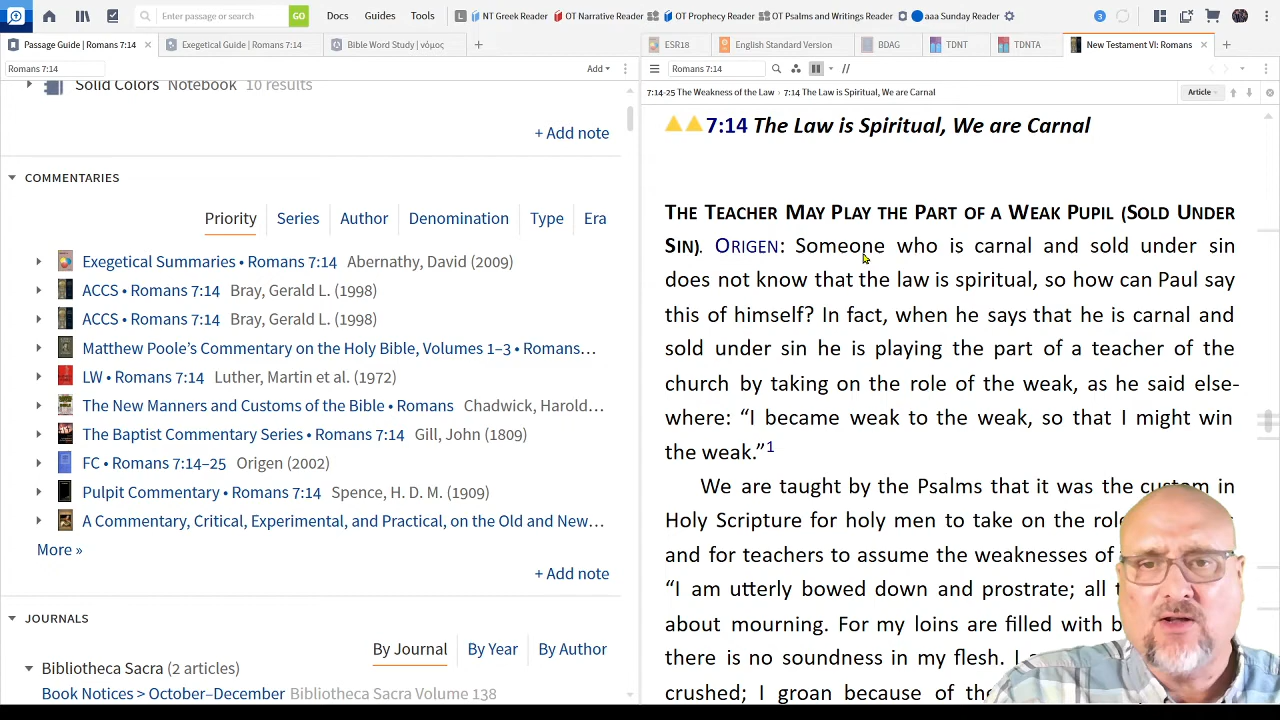 Enter passage or search
GO
Docs
Guides
Tools
L
NT Greek Reader
OT Narrative Reader
OT Prophecy Reader
OT Psalms and Writings Reader
aaa Sunday Reader
3
Passage Guide | Romans 7:14
Exegetical Guide | Romans 7:14
Bible Word Study | νόμος
Romans 7:14
Add
Solid Colors Notebook 10 results
+ Add note
COMMENTARIES
Priority Series Author Denomination Type Era
Exegetical Summaries • Romans 7:14 Abernathy, David (2009)
ACCS • Romans 7:14 Bray, Gerald L. (1998)
ACCS • Romans 7:14 Bray, Gerald L. (1998)
Matthew Poole’s Commentary on the Holy Bible, Volumes 1–3 • Romans…
LW • Romans 7:14 Luther, Martin et al. (1972)
The New Manners and Customs of the Bible • Romans Chadwick, Harold…
The Baptist Commentary Series • Romans 7:14 Gill, John (1809)
FC • Romans 7:14–25 Origen (2002)
Pulpit Commentary • Romans 7:14 Spence, H. D. M. (1909)
A Commentary, Critical, Experimental, and Practical, on the Old and New…
More »
+ Add note
JOURNALS
By Journal By Year By Author
Bibliotheca Sacra (2 articles)
Book Notices > October–December Bibliotheca Sacra Volume 138
ESR18
English Standard Version
BDAG
TDNT
TDNTA
New Testament VI: Romans
Romans 7:14
7:14-25 The Weakness of the Law › 7:14 The Law is Spiritual, We are Carnal
Article
7:14 The Law is Spiritual, We are Carnal
THE TEACHER MAY PLAY THE PART OF A WEAK PUPIL (SOLD UNDER
SIN). ORIGEN: Someone who is carnal and sold under sin
does not know that the law is spiritual, so how can Paul say
this of himself? In fact, when he says that he is carnal and
sold under sin he is playing the part of a teacher of the
church by taking on the role of the weak, as he said else-
where: “I became weak to the weak, so that I might win
the weak.”1
We are taught by the Psalms that it was the custom in
Holy Scripture for holy men to take on the
and for teachers to assume the weaknesses of
“I am utterly bowed down and prostrate; all
about mourning. For my loins are filled with
there is no soundness in my flesh. I
crushed; I groan because of